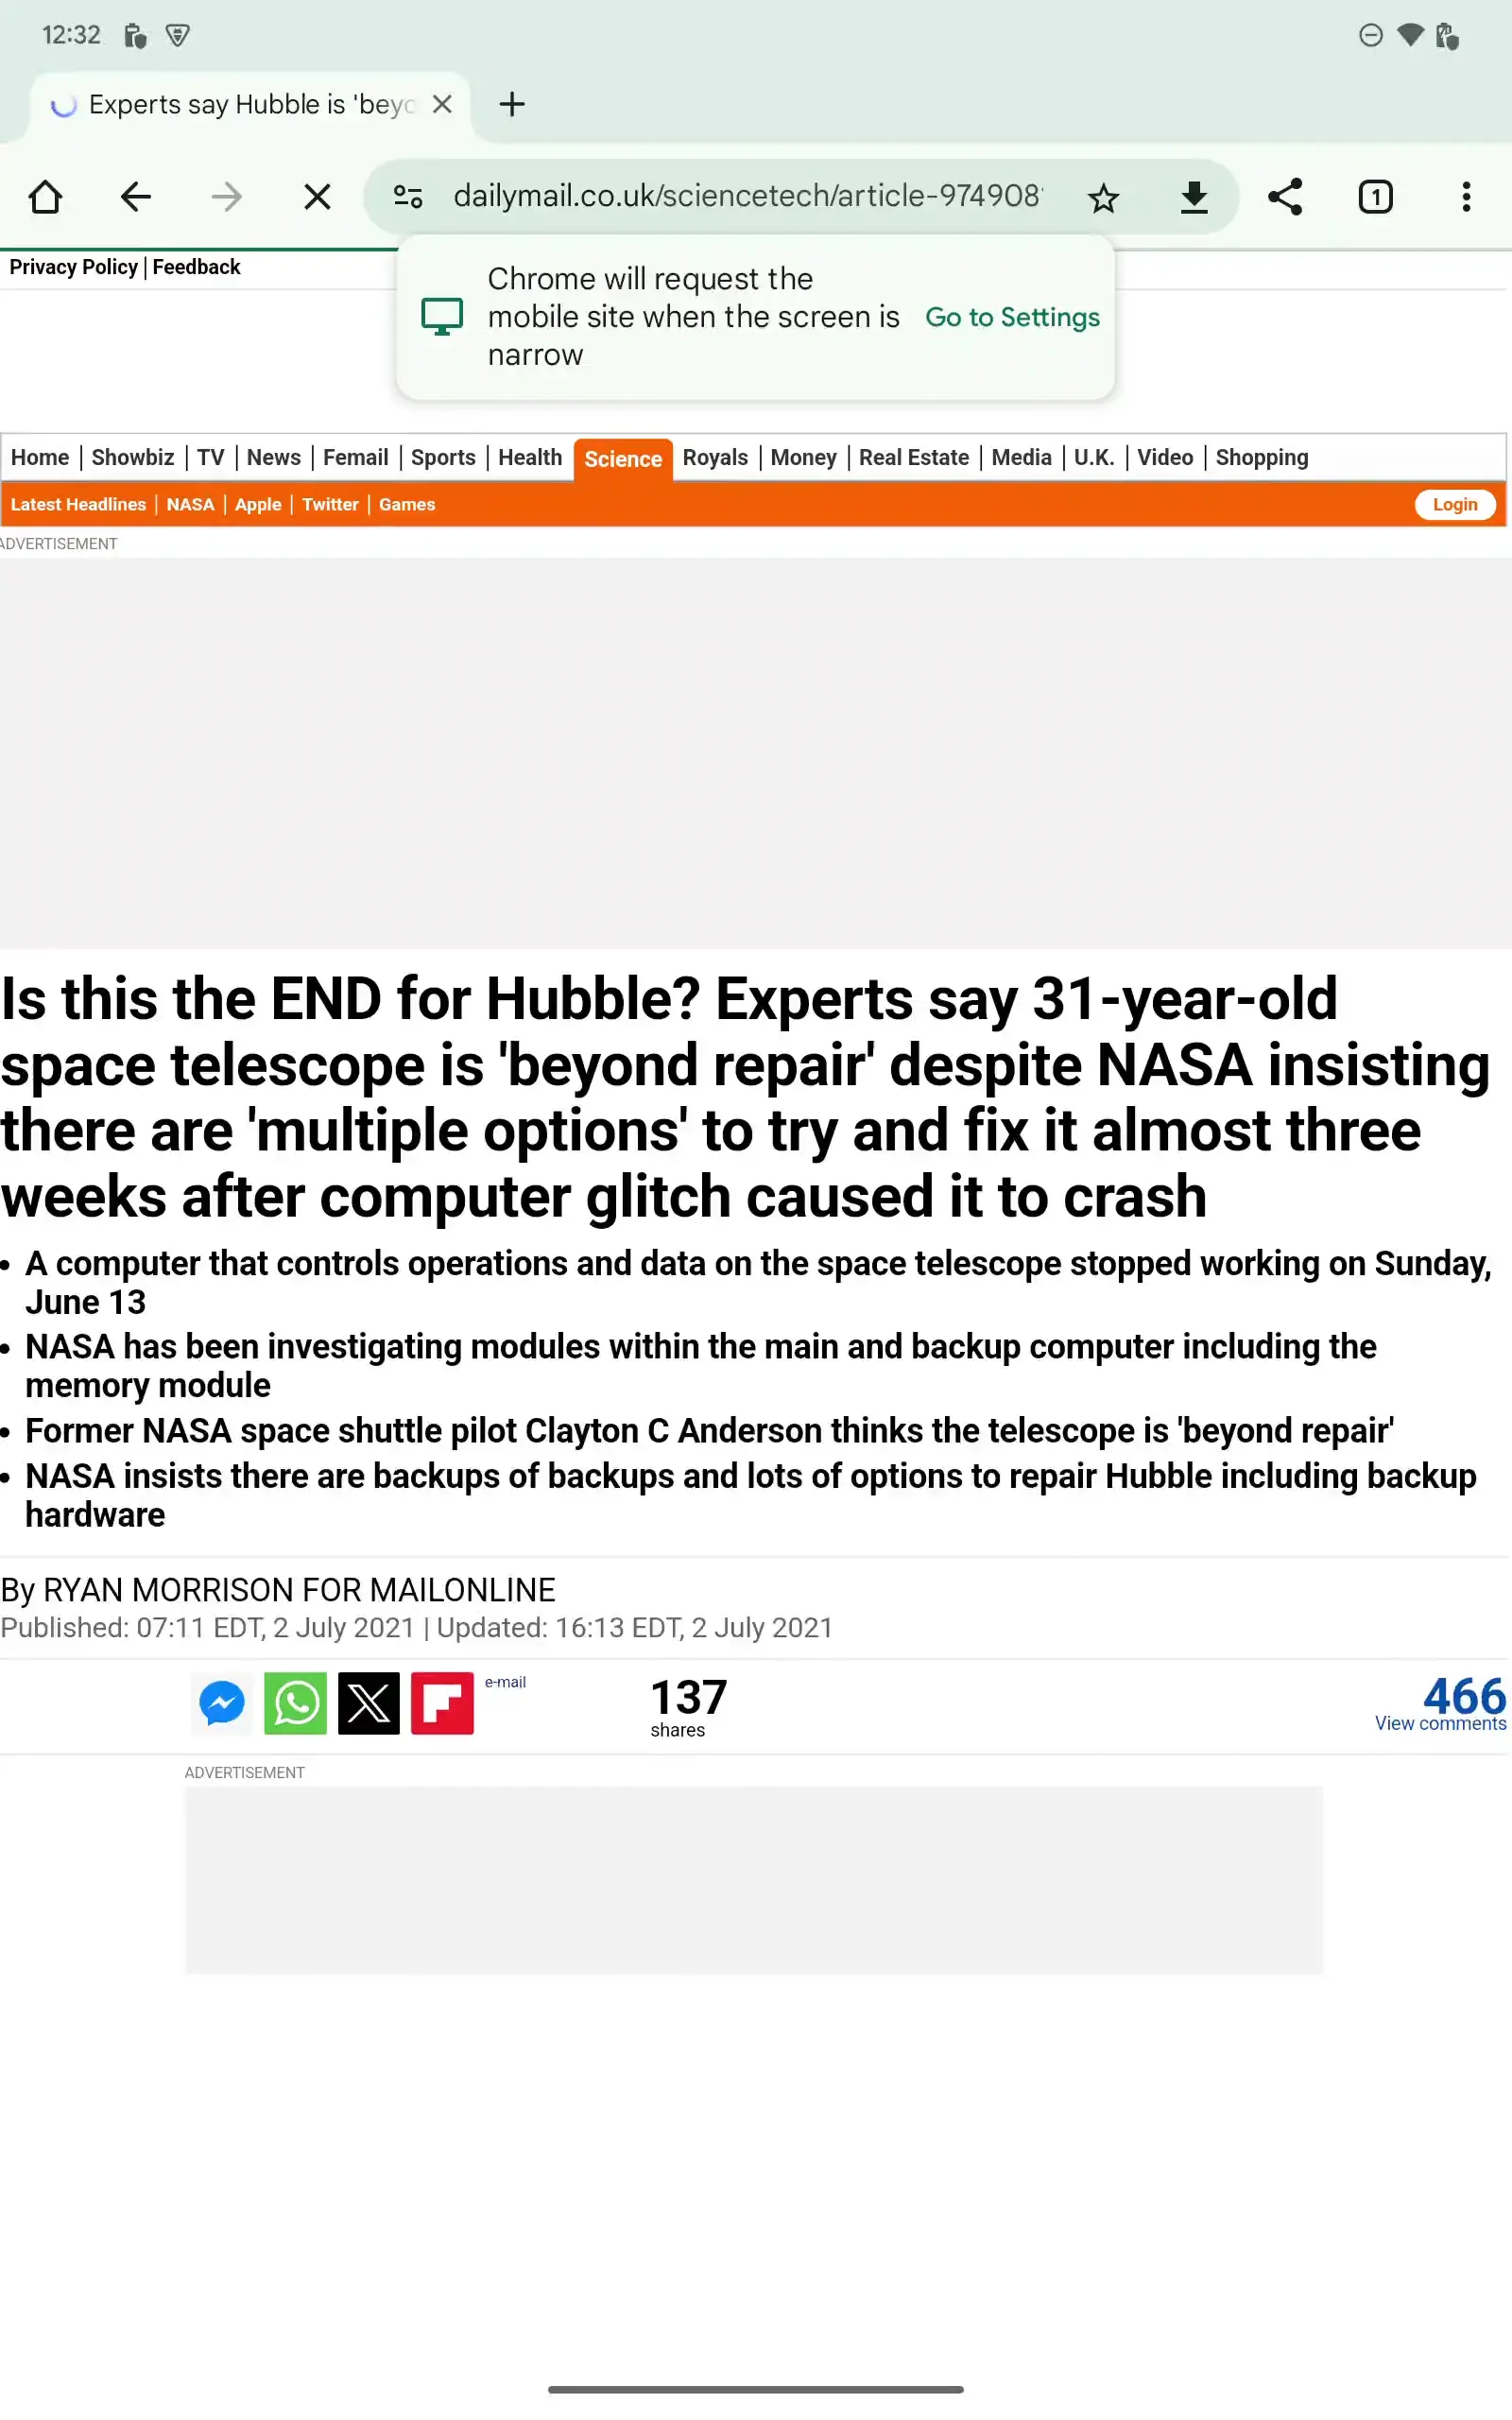 12:32
Experts say Hubble is 'beyo
dailymail.co.uk/sciencetech/article-974908
1
Privacy Policy | Feedback
Chrome will request the
mobile site when the screen is
narrow
Go to Settings
Home | Showbiz | TV | News | Femail | Sports | Health Science Royals | Money | Real Estate | Media | U.K. | Video | Shopping
Latest Headlines | NASA | Apple | Twitter | Games Login
ADVERTISEMENT
Is this the END for Hubble? Experts say 31-year-old
space telescope is 'beyond repair' despite NASA insisting
there are 'multiple options' to try and fix it almost three
weeks after computer glitch caused it to crash
• A computer that controls operations and data on the space telescope stopped working on Sunday,
June 13
• NASA has been investigating modules within the main and backup computer including the
memory module
• Former NASA space shuttle pilot Clayton C Anderson thinks the telescope is 'beyond repair'
• NASA insists there are backups of backups and lots of options to repair Hubble including backup
hardware
By RYAN MORRISON FOR MAILONLINE
Published: 07:11 EDT, 2 July 2021 | Updated: 16:13 EDT, 2 July 2021
e-mail
137
shares
466
View comments
ADVERTISEMENT